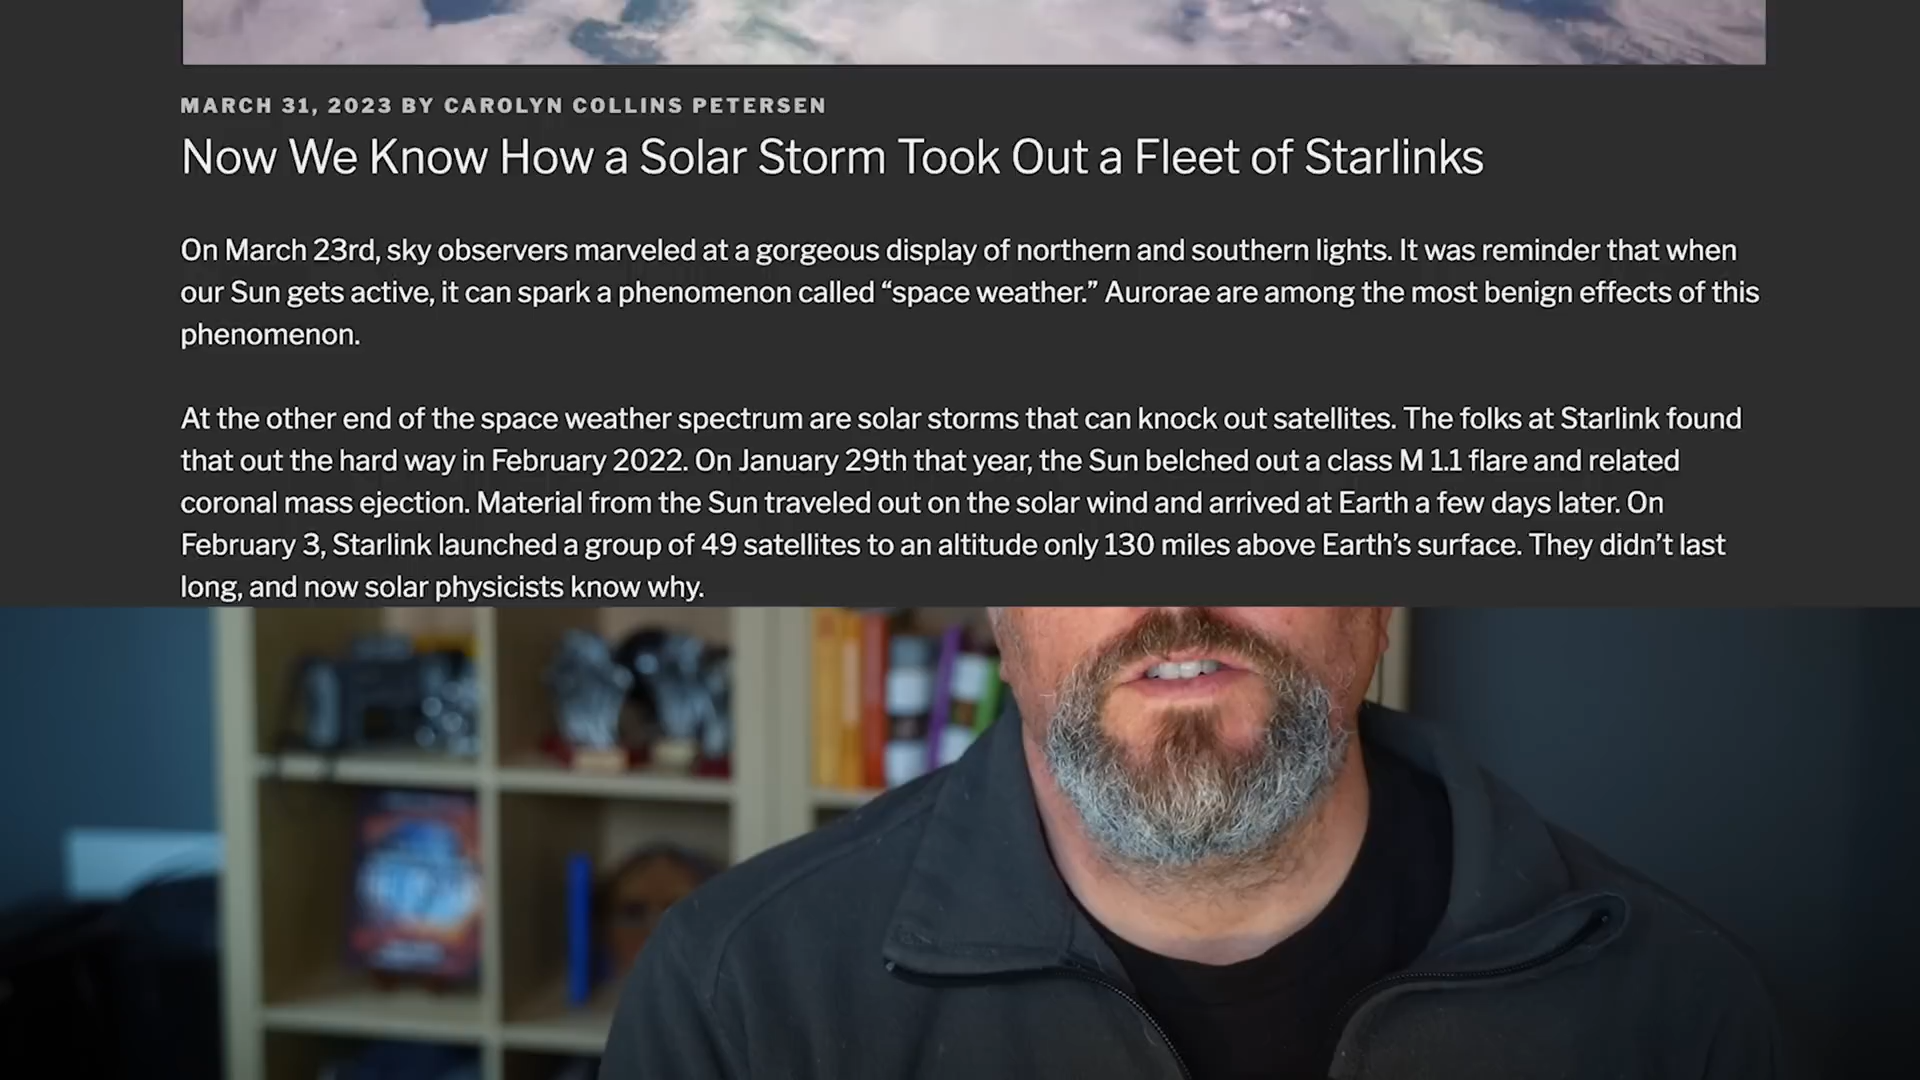 MARCH 31, 2023 BY CAROLYN COLLINS PETERSEN
Now We Know How a Solar Storm Took Out a Fleet of Starlinks
On March 23rd, sky observers marveled at a gorgeous display of northern and southern lights. It was reminder that when
our Sun gets active, it can spark a phenomenon called “space weather.” Aurorae are among the most benign effects of this
phenomenon.
At the other end of the space weather spectrum are solar storms that can knock out satellites. The folks at Starlink found
that out the hard way in February 2022. On January 29th that year, the Sun belched out a class M 1.1 flare and related
coronal mass ejection. Material from the Sun traveled out on the solar wind and arrived at Earth a few days later. On
February 3, Starlink launched a group of 49 satellites to an altitude only 130 miles above Earth’s surface. They didn’t last
long, and now solar physicists know why.